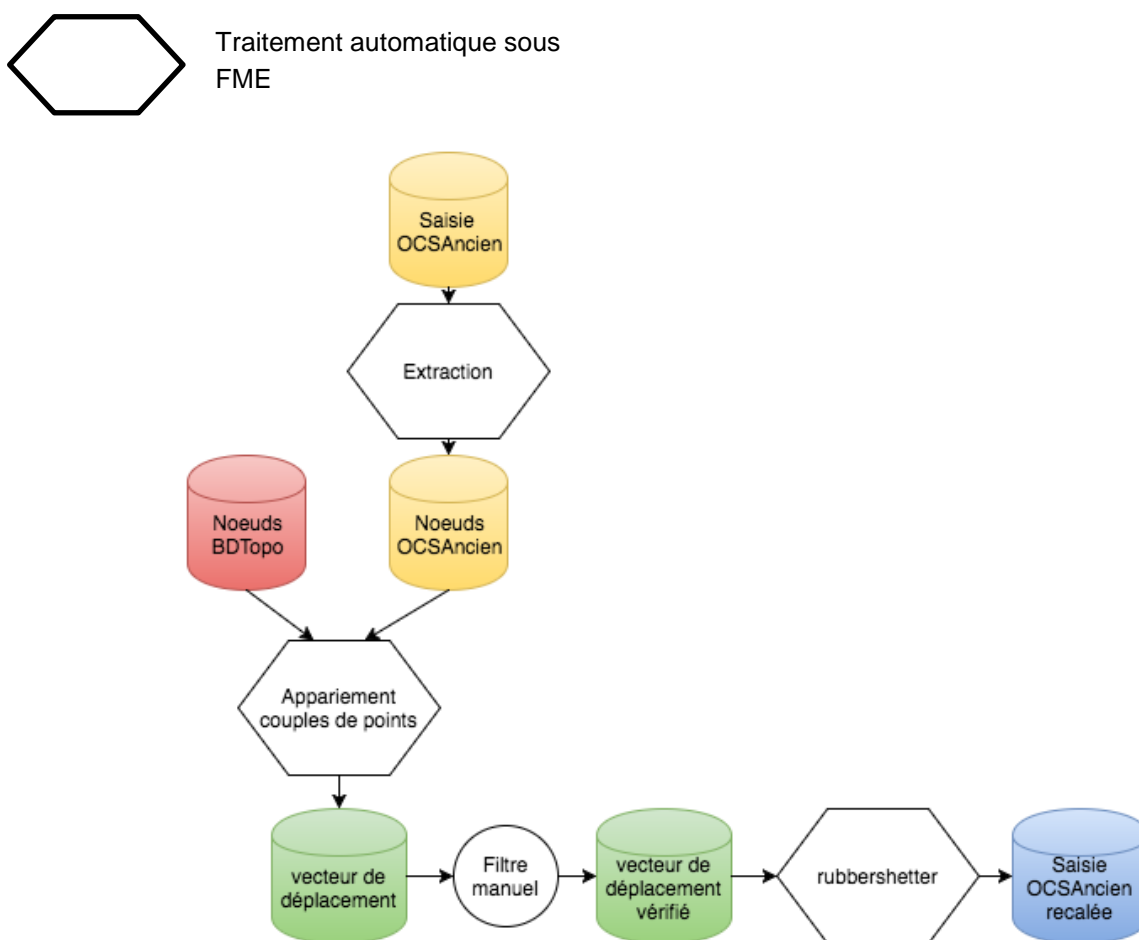 Traitement automatique sous
FME
Saisie
OCSAncien
Extraction
Noeuds
BDTopo
Noeuds
OCSAncien
Appariement
couples de points
vecteur de
déplacement
Filtre
manuel
vecteur de
déplacement
vérifié
rubbershetter
Saisie
OCSAncien
recalée